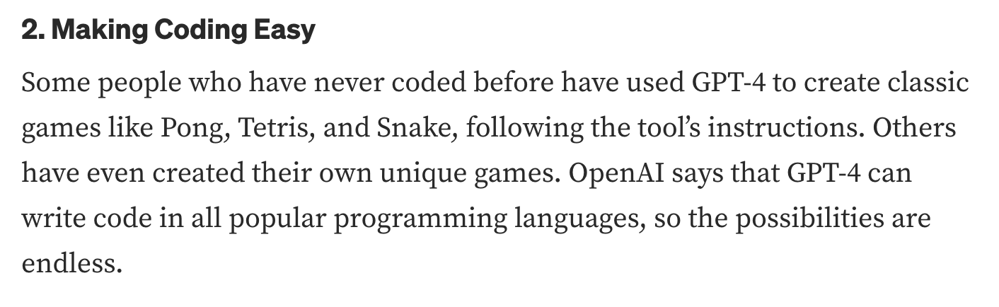 2. Making Coding Easy
Some people who have never coded before have used GPT-4 to create classic
games like Pong, Tetris, and Snake, following the tool’s instructions. Others
have even created their own unique games. OpenAI says that GPT-4 can
write code in all popular programming languages, so the possibilities are
endless.